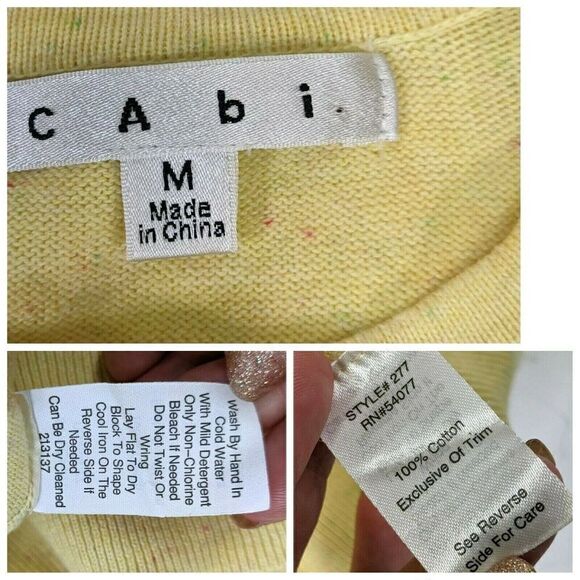 C A b i
M
Made
in China
Wash By Hand In
Cold Water
With Mild Detergent
Only Non-Chlorine
Bleach If Needed
Do Not Twist Or
Wring
Lay Flat To Dry
Block To Shape
Cool Iron On The
Reverse Side If
Needed
Can Be Dry Cleaned
213137
STYLE# 277
RN#54077
100% Cotton
Exclusive Of Trim
See Reverse
Side For Care